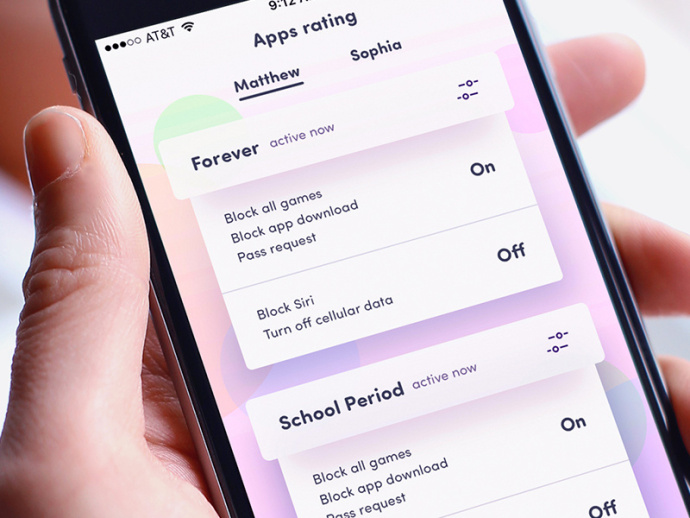 AT&T
9:12
Apps rating
Matthew
Sophia
Forever active now
Block all games
Block app download
Pass request
On
Block Siri
Turn off cellular data
Off
School Period active now
Block all games
Block app download
Pass request
On
Off